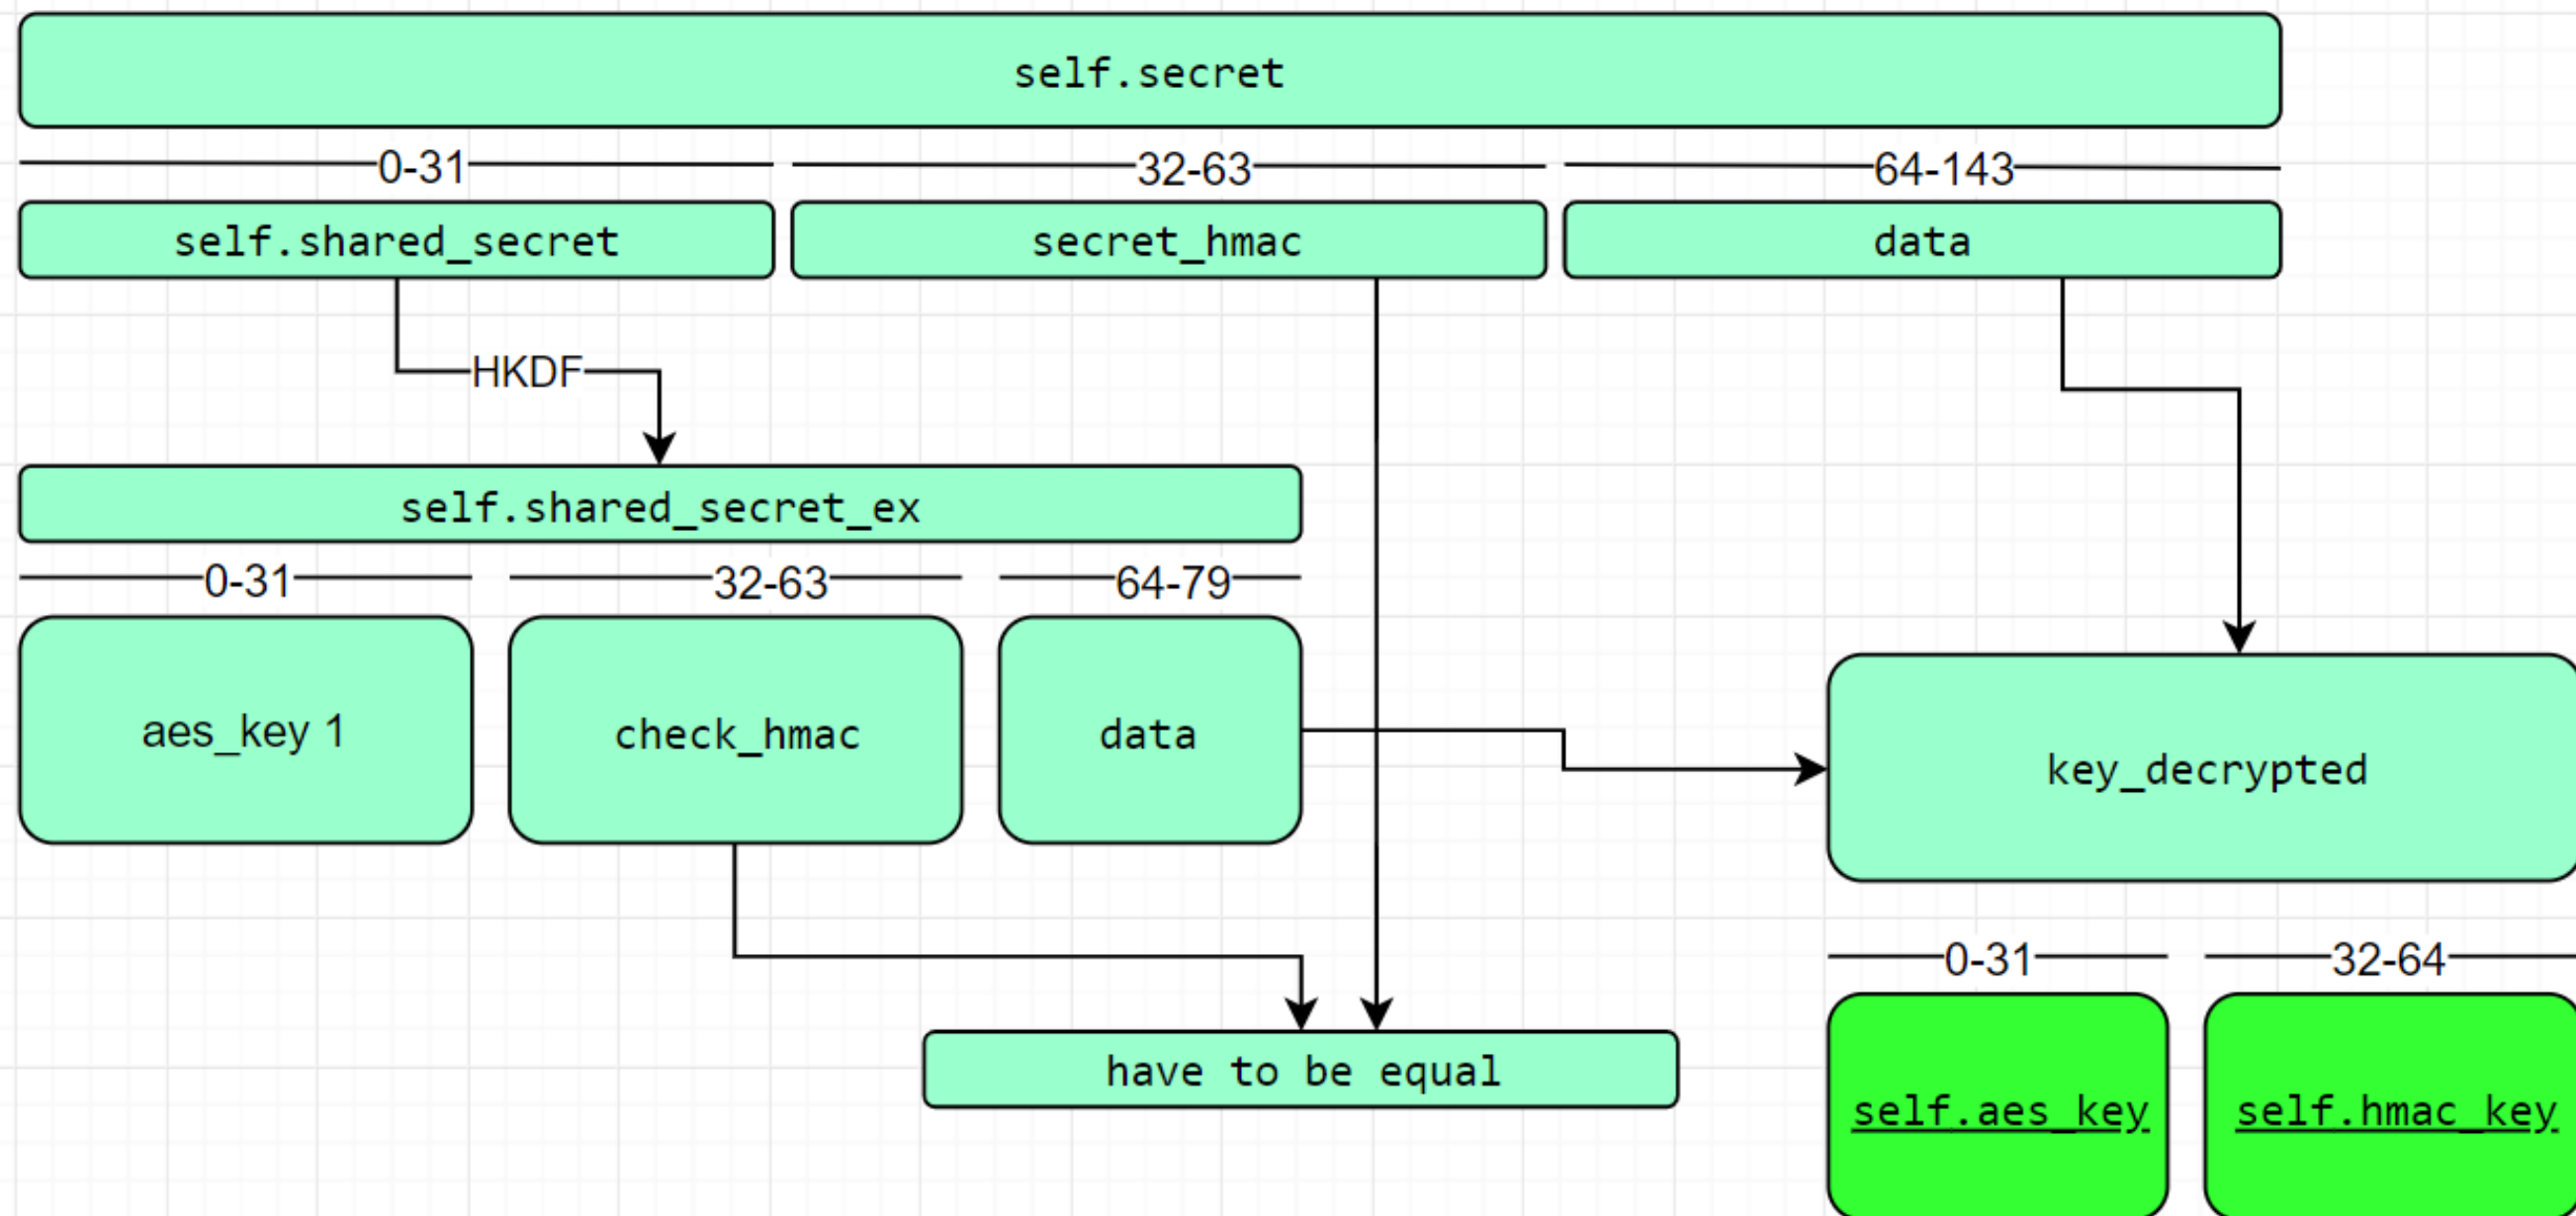 self.secret
0-31
32-63
64-143
self.shared_secret
secret_hmac
data
HKDF
self.shared_secret_ex
0-31
32-63
64-79
aes_key 1
check_hmac
data
key_decrypted
0-31
32-64
have to be equal
self.aes_key
self.hmac_key